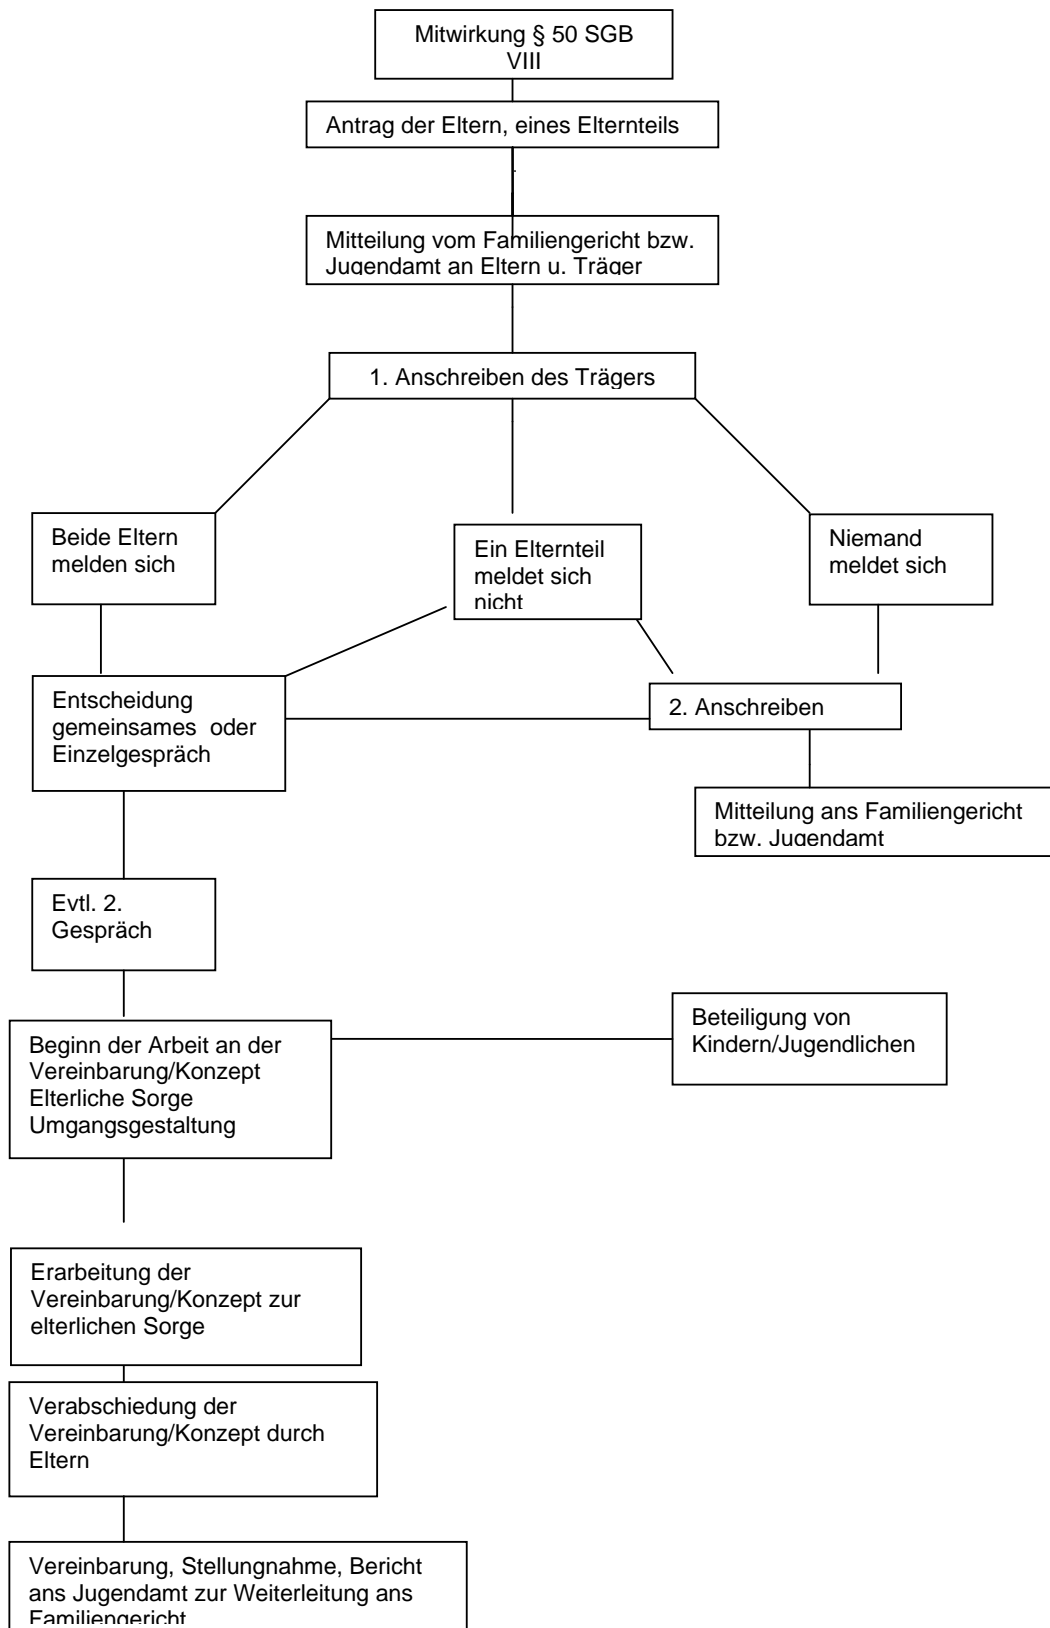 Mitwirkung § 50 SGB
VIII
Antrag der Eltern, eines Elternteils
Mitteilung vom Familiengericht bzw.
Jugendamt an Eltern u. Träger
1. Anschreiben des Trägers
Beide Eltern
melden sich
Ein Elternteil
meldet sich
nicht
Niemand
meldet sich
Entscheidung
gemeinsames oder
Einzelgespräch
2. Anschreiben
Mitteilung ans Familiengericht
bzw. Jugendamt
Evtl. 2.
Gespräch
Beginn der Arbeit an der
Vereinbarung/Konzept
Elterliche Sorge
Umgangsgestaltung
Beteiligung von
Kindern/Jugendlichen
Erarbeitung der
Vereinbarung/Konzept zur
elterlichen Sorge
Verabschiedung der
Vereinbarung/Konzept durch
Eltern
Vereinbarung, Stellungnahme, Bericht
ans Jugendamt zur Weiterleitung ans
Familiengericht